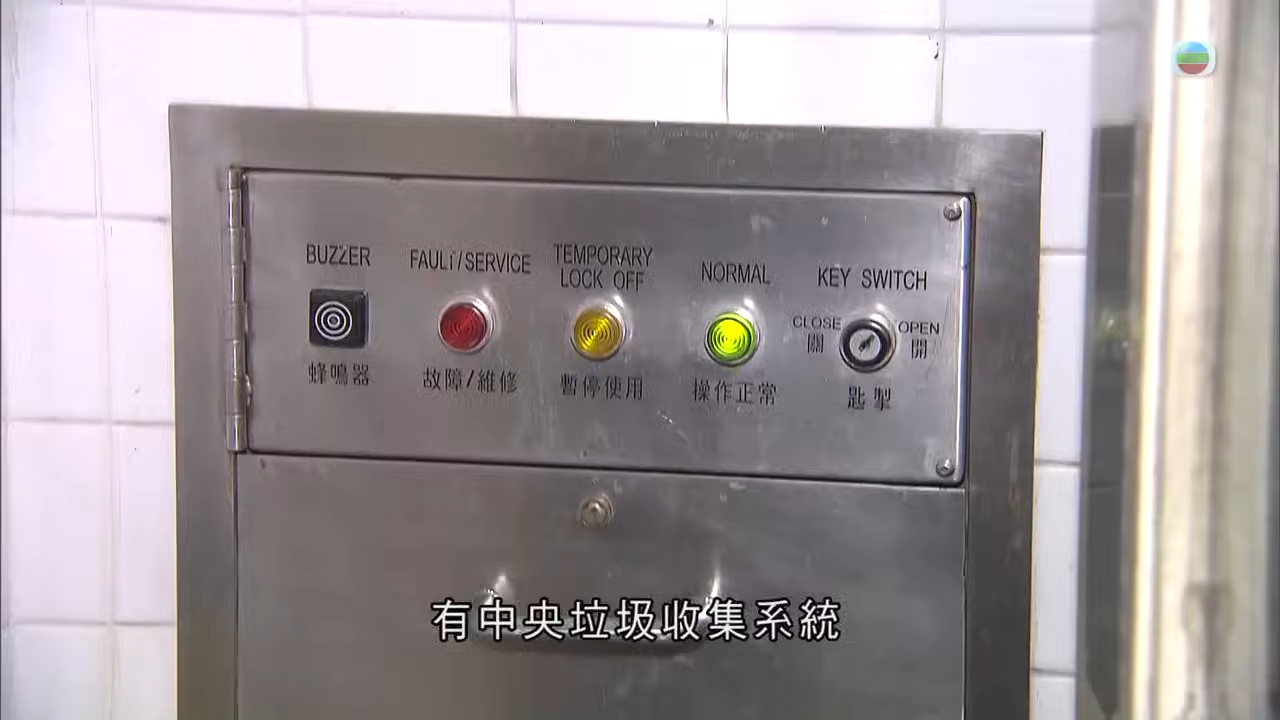 BUZZER
FAULT/SERVICE
TEMPORARY
LOCK OFF
NORMAL
KEY SWITCH
CLOSE
關
OPEN
開
蜂鳴器
故障/維修
暫停使用
操作正常
匙掣
有中央垃圾收集系統